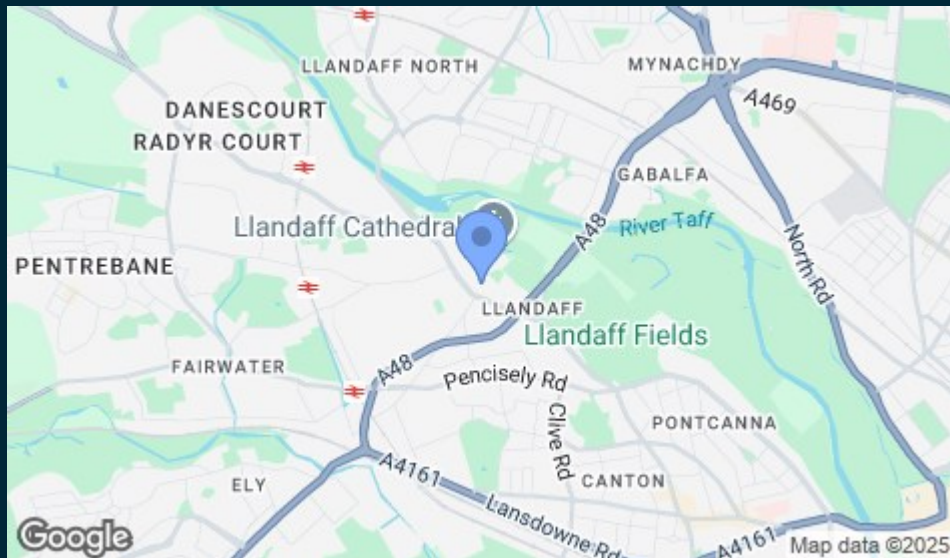 LLANDAFF NORTH
MYNACHDY
A469
DANESCOURT
RADYR COURT
GABALFA
Llandaff Cathedral
River Taff
A48
North Rd
PENTREBANE
LLANDAFF
Llandaff Fields
FAIRWATER
A48
Pencisely Rd
Clive Rd
PONTCANNA
A4161
ELY
CANTON
Lansdowne Rd
A4161
Google
Map data ©2025